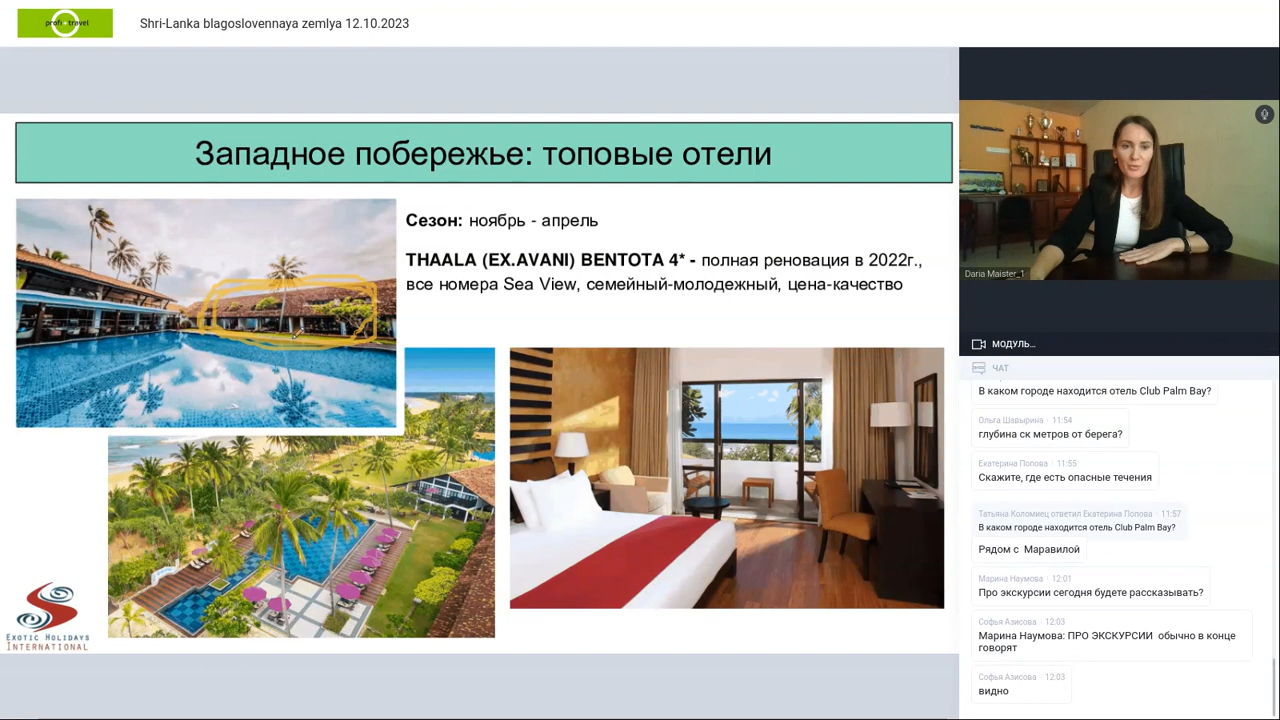 profi travel
Shri-Lanka blagoslovennaya zemlya 12.10.2023
Западное побережье: топовые отели
Сезон: ноябрь - апрель
THAALA (EX.AVANI) BENTOTA 4* - полная реновация в 2022г.,
все номера Sea View, семейный-молодежный, цена-качество
EXOTIC HOLIDAYS
INTERNATIONAL
Daria Maister_1
МОДУЛЬ...
ЧАТ
В каком городе находится отель Club Palm Bay?
Ольга Шавырина · 11:54
глубина ск метров от берега?
Екатерина Попова · 11:55
Скажите, где есть опасные течения
Татьяна Коломиец ответил Екатерина Попова · 11:57
В каком городе находится отель Club Palm Bay?
Рядом с Маравилой
Марина Наумова · 12:01
Про экскурсии сегодня будете рассказывать?
Софья Азисова · 12:03
Марина Наумова: ПРО ЭКСКУРСИИ обычно в конце
говорят
Софья Азисова · 12:03
видно